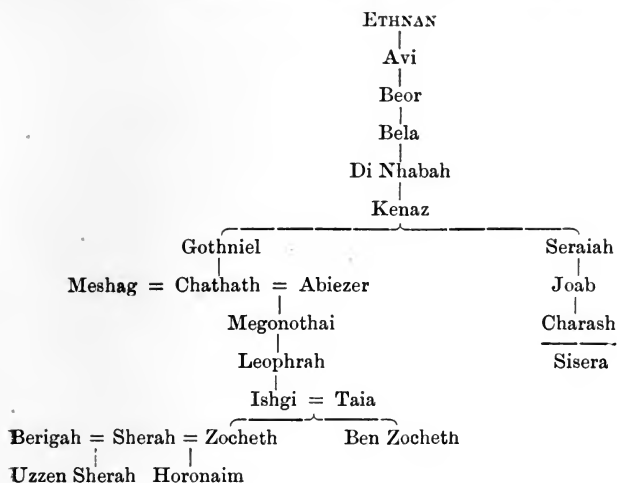 ETHNAN
Avi
Beor
Bela
Di Nhabah
Kenaz
Gothniel Seraiah
Meshag = Chathath = Abiezer Joab
Megonothai Charash
Leophrah Sisera
Ishgi = Taia
Berigah = Sherah = Zocheth Ben Zocheth
Uzzen Sherah Horonaim